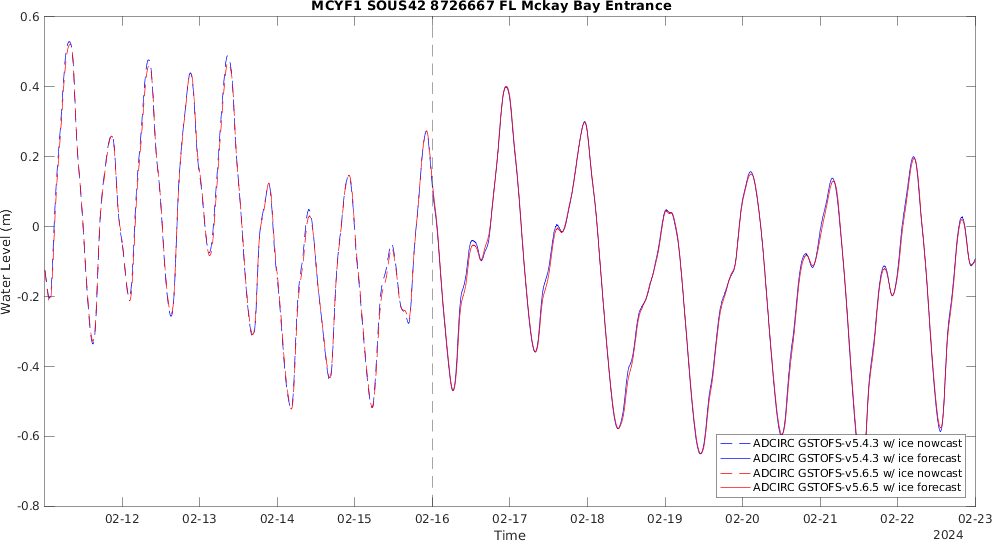 MCYF1 SOUS42 8726667 FL Mckay Bay Entrance
0.6
0.4
0.2
0
-0.2
-0.4
-0.6
-0.8
Water Level (m)
ADCIRC GSTOFS-v5.4.3 w/ ice nowcast
ADCIRC GSTOFS-v5.4.3 w/ ice forecast
ADCIRC GSTOFS-v5.6.5 w/ ice nowcast
ADCIRC GSTOFS-v5.6.5 w/ ice forecast
02-12 02-13 02-14 02-15 02-16 02-17 02-18 02-19 02-20 02-21 02-22 02-23
Time
2024